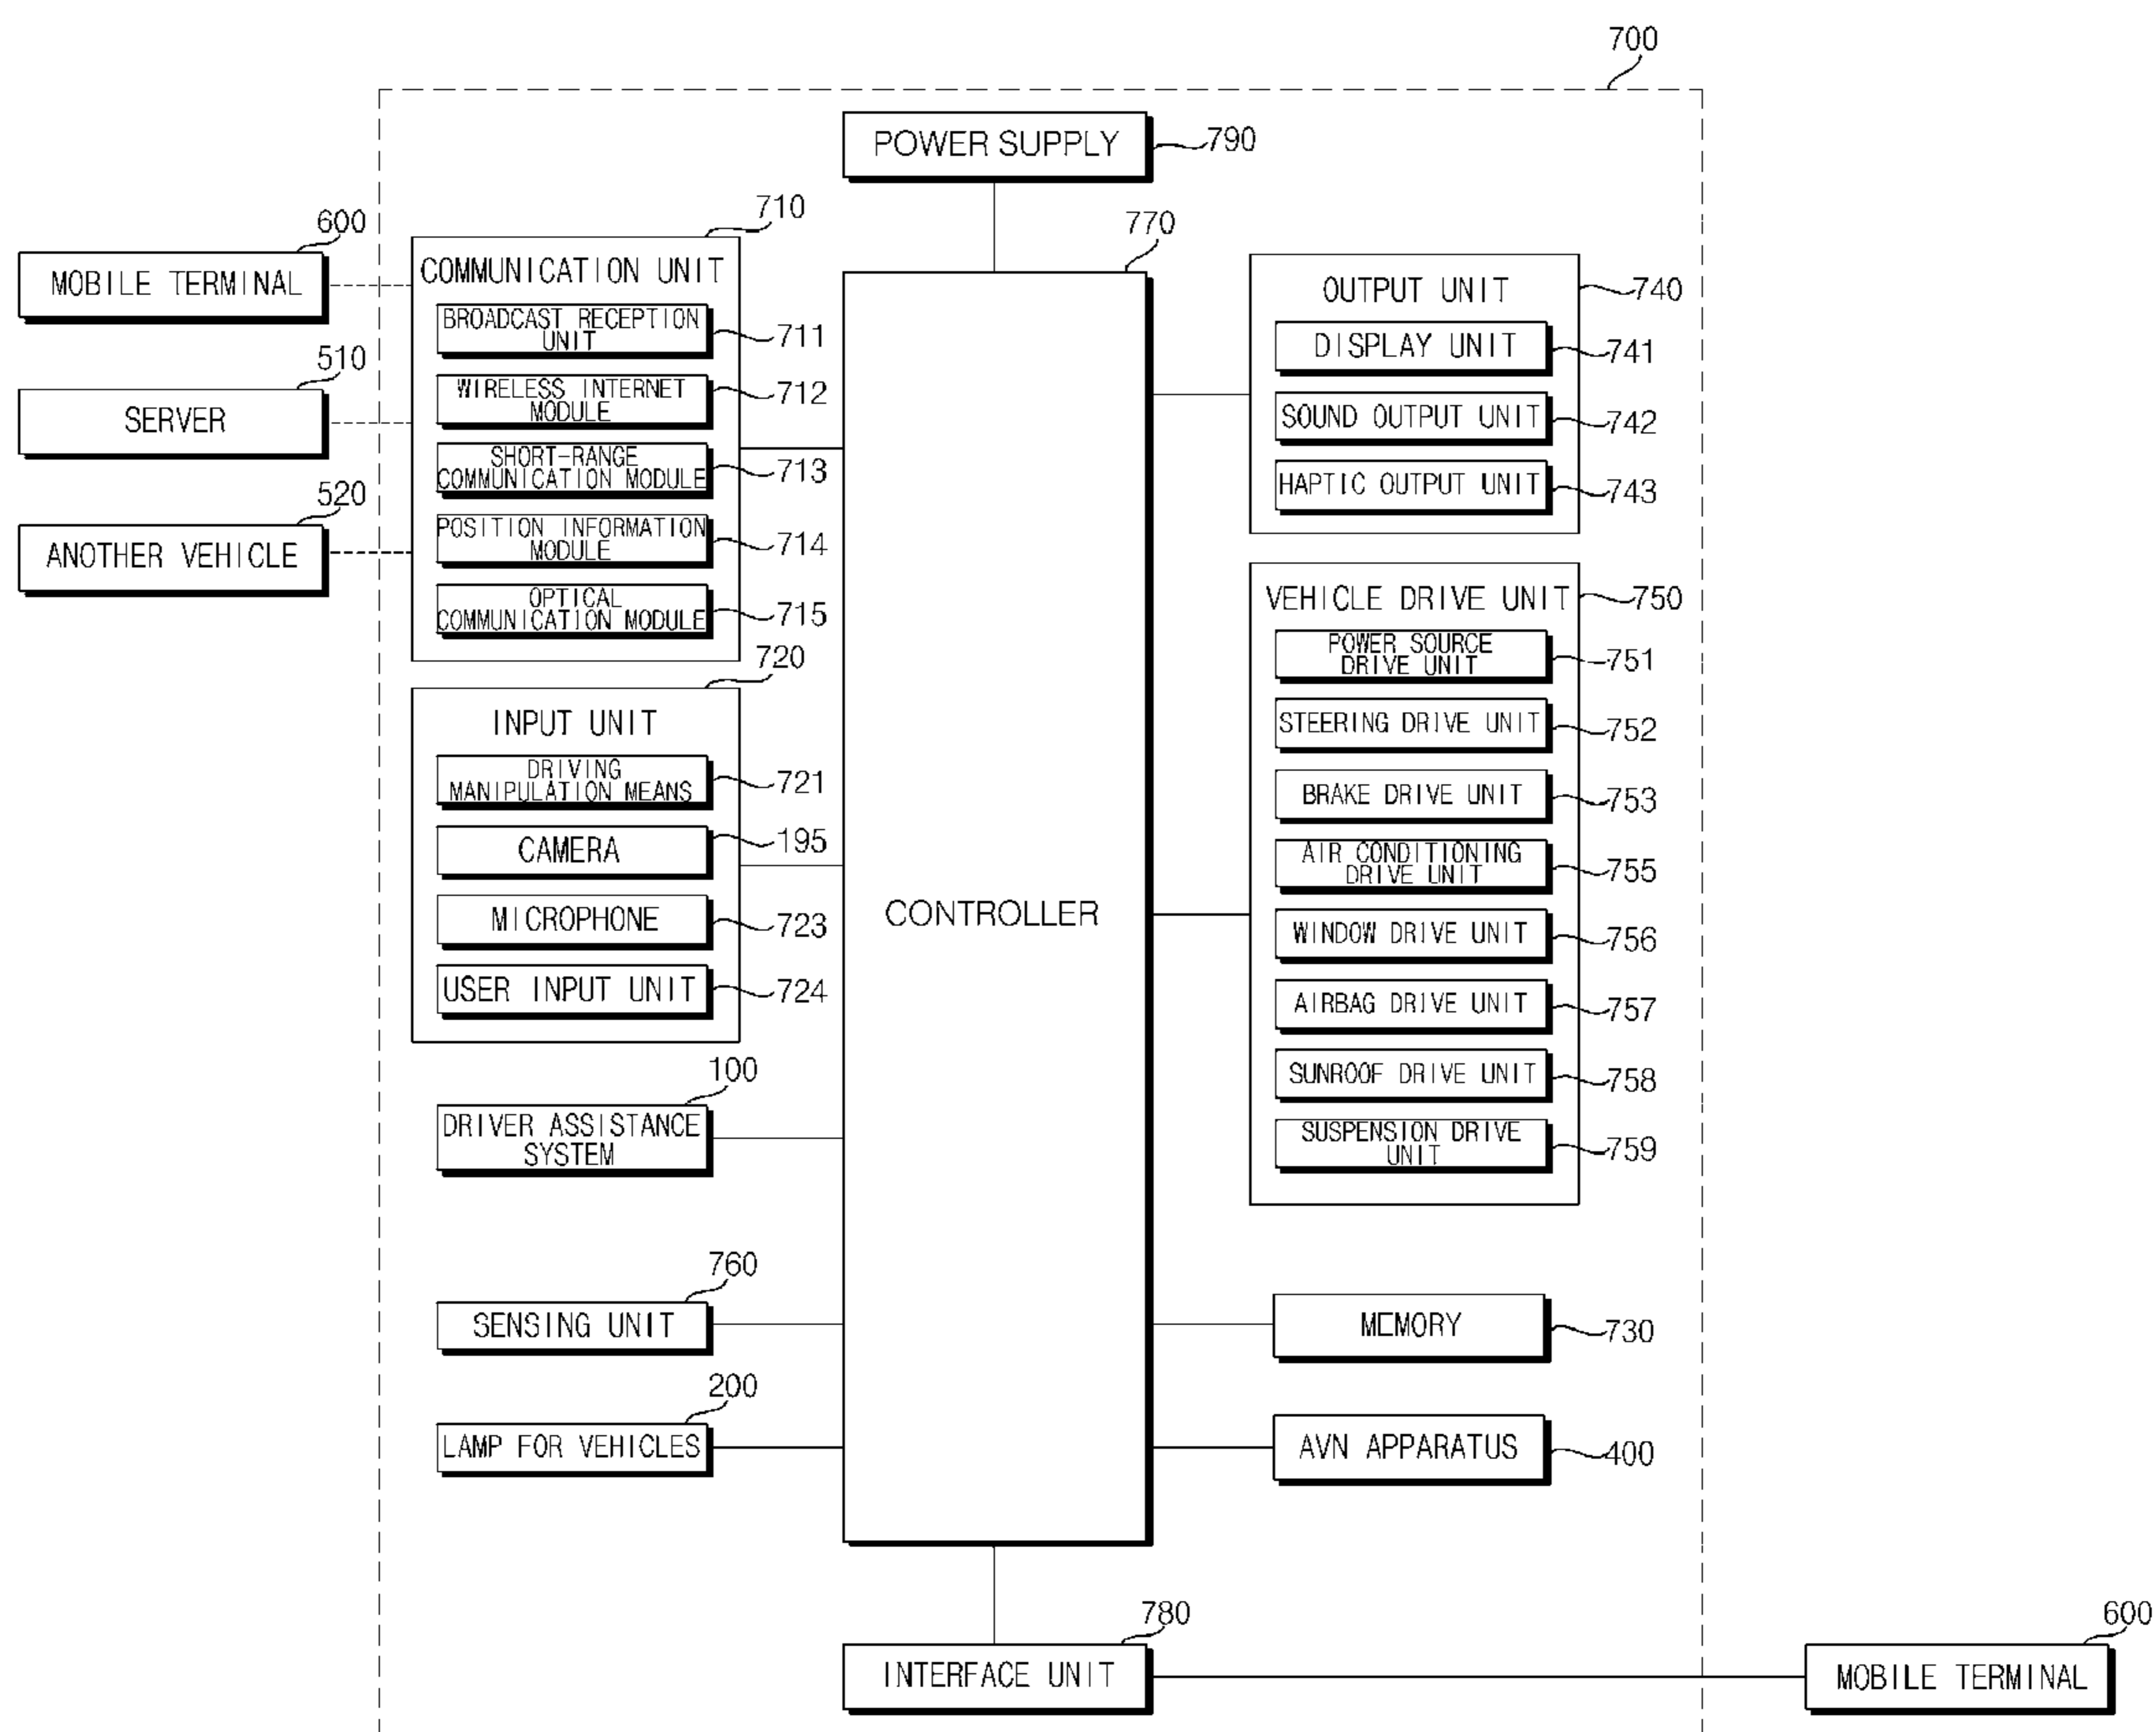 700
POWER SUPPLY
790
600
MOBILE TERMINAL
510
SERVER
520
ANOTHER VEHICLE
710
COMMUNICATION UNIT
BROADCAST RECEPTION
UNIT
711
WIRELESS INTERNET
MODULE
712
SHORT-RANGE
COMMUNICATION MODULE
713
POSITION INFORMATION
MODULE
714
OPTICAL
COMMUNICATION MODULE
715
720
INPUT UNIT
DRIVING
MANIPULATION MEANS
721
CAMERA
195
MICROPHONE
723
USER INPUT UNIT
724
100
DRIVER ASSISTANCE
SYSTEM
760
SENSING UNIT
200
LAMP FOR VEHICLES
770
CONTROLLER
OUTPUT UNIT
740
DISPLAY UNIT
741
SOUND OUTPUT UNIT
742
HAPTIC OUTPUT UNIT
743
VEHICLE DRIVE UNIT
750
POWER SOURCE
DRIVE UNIT
751
STEERING DRIVE UNIT
752
BRAKE DRIVE UNIT
753
AIR CONDITIONING
DRIVE UNIT
755
WINDOW DRIVE UNIT
756
AIRBAG DRIVE UNIT
757
SUNROOF DRIVE UNIT
758
SUSPENSION DRIVE
UNIT
759
MEMORY
730
AVN APPARATUS
400
780
INTERFACE UNIT
600
MOBILE TERMINAL